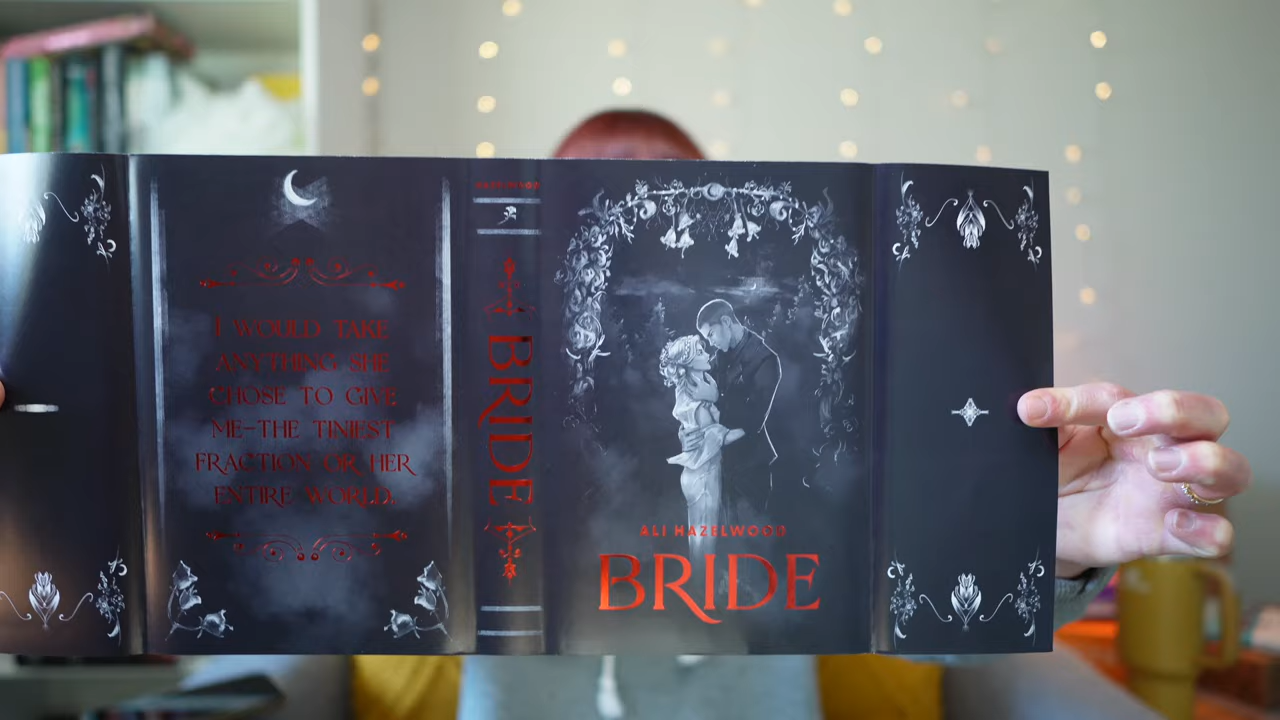 I WOULD TAKE
ANYTHING SHE
CHOSE TO GIVE
ME—THE TINIEST
FRACTION OR HER
ENTIRE WORLD.
BRIDE
ALI HAZELWOOD
BRIDE